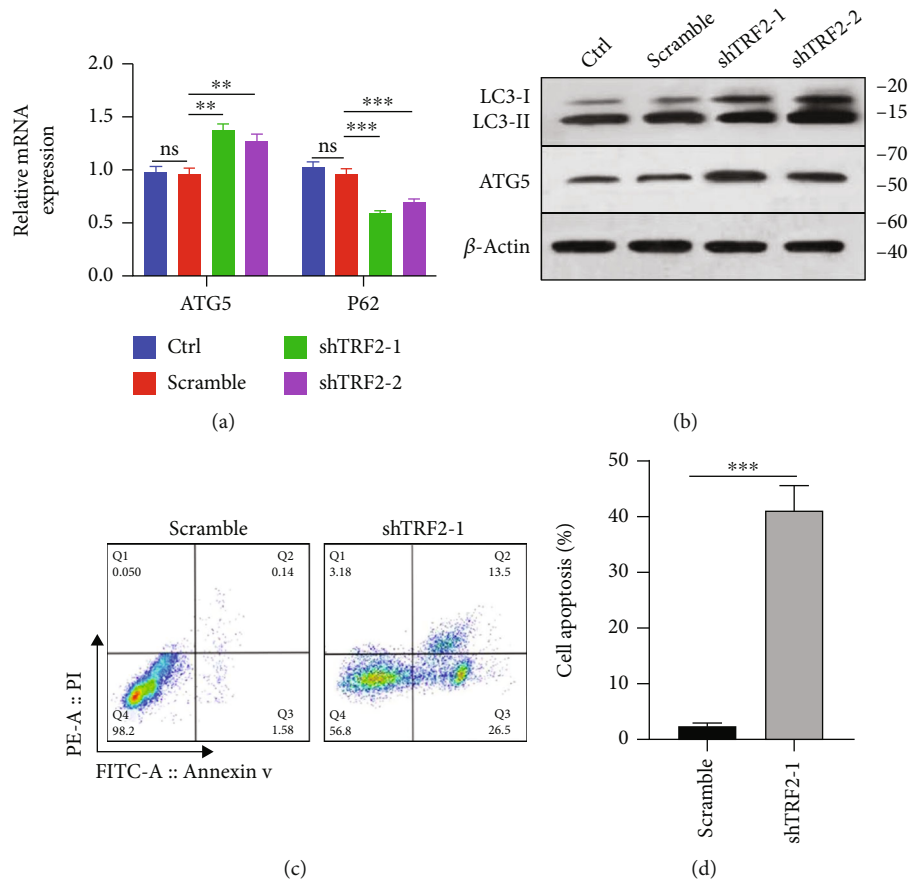 2.0
1.5
1.0
0.5
0.0
Relative mRNA
expression
ns
**
**
ns
***
***
ATG5
P62
Ctrl
Scramble
shTRF2-1
shTRF2-2
(a)
Ctrl
Scramble
shTRF2-1
shTRF2-2
LC3-I
LC3-II
ATG5
β-Actin
–20
–15
–70
–50
–60
–40
(b)
Scramble
Q1
0.050
Q2
0.14
Q4
98.2
Q3
1.58
shTRF2-1
Q1
3.18
Q2
13.5
Q4
56.8
Q3
26.5
PE-A :: PI
FITC-A :: Annexin v
(c)
50
40
30
20
10
0
Cell apoptosis (%)
***
Scramble
shTRF2-1
(d)